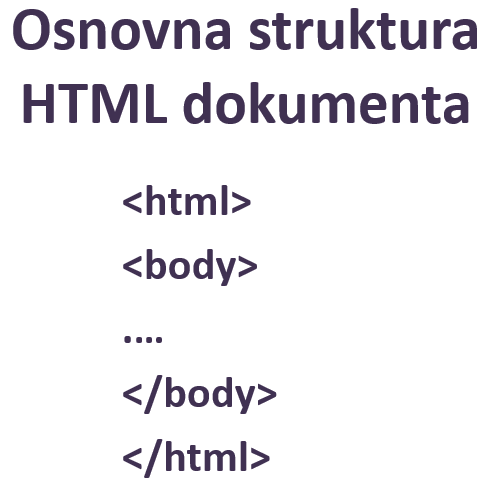 Osnovna struktura
HTML dokumenta
<html>
<body>
....
</body>
</html>